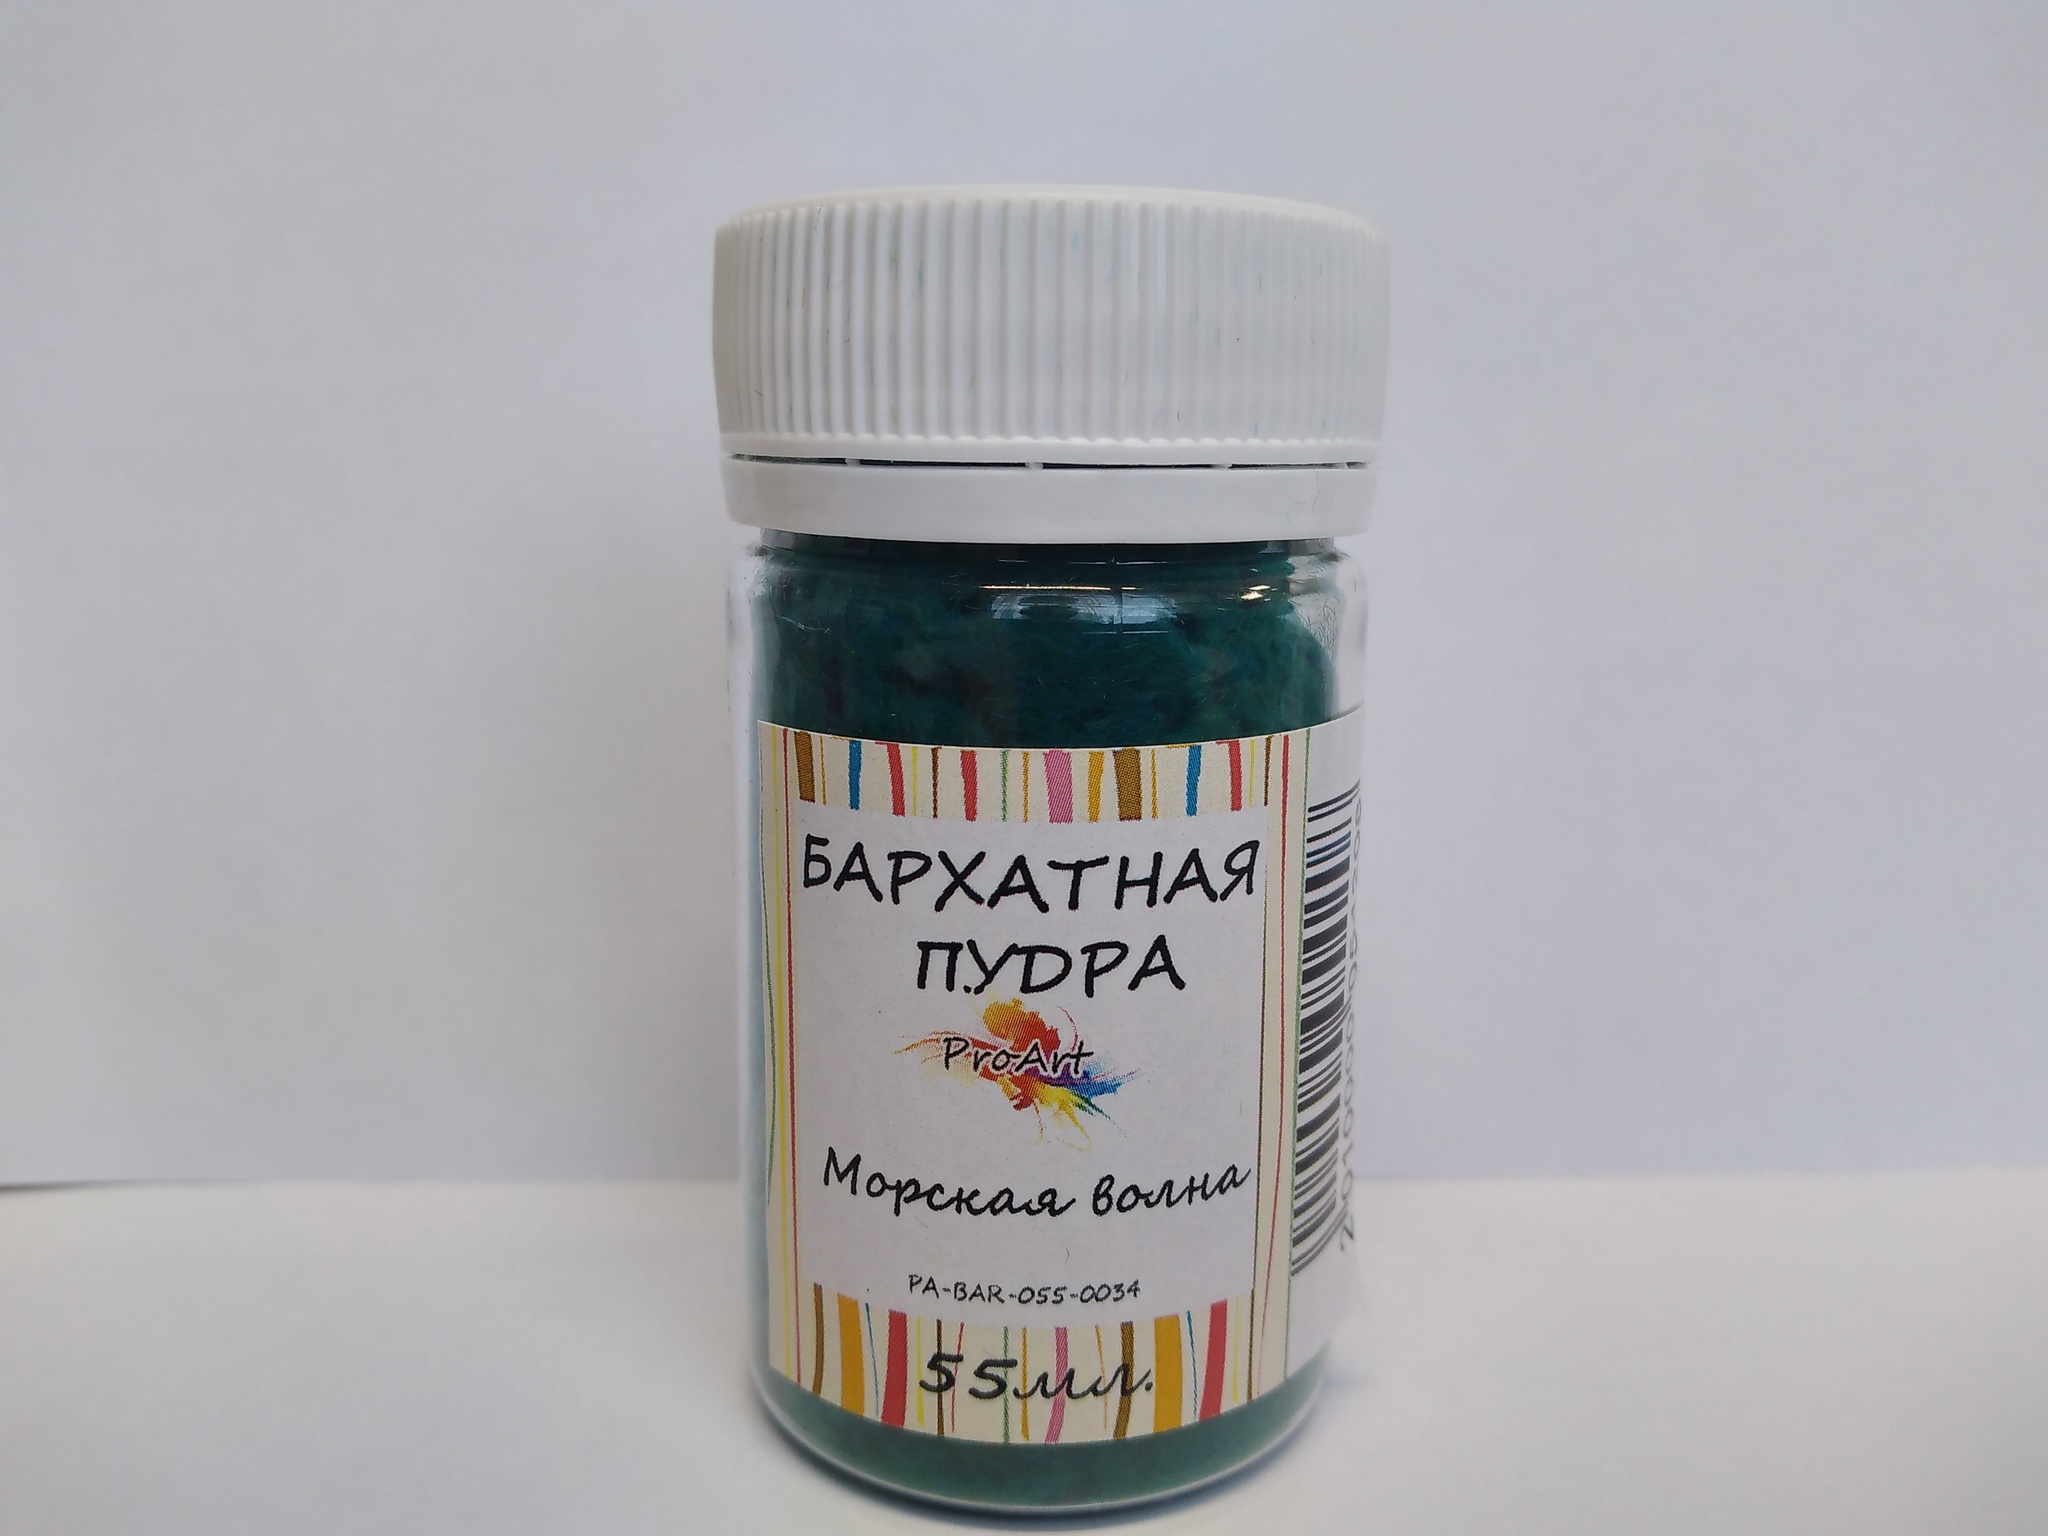 БАРХАТНАЯ
ПУДРА
ProArt
Морская волна
PA-BAR-055-0034
55мл.